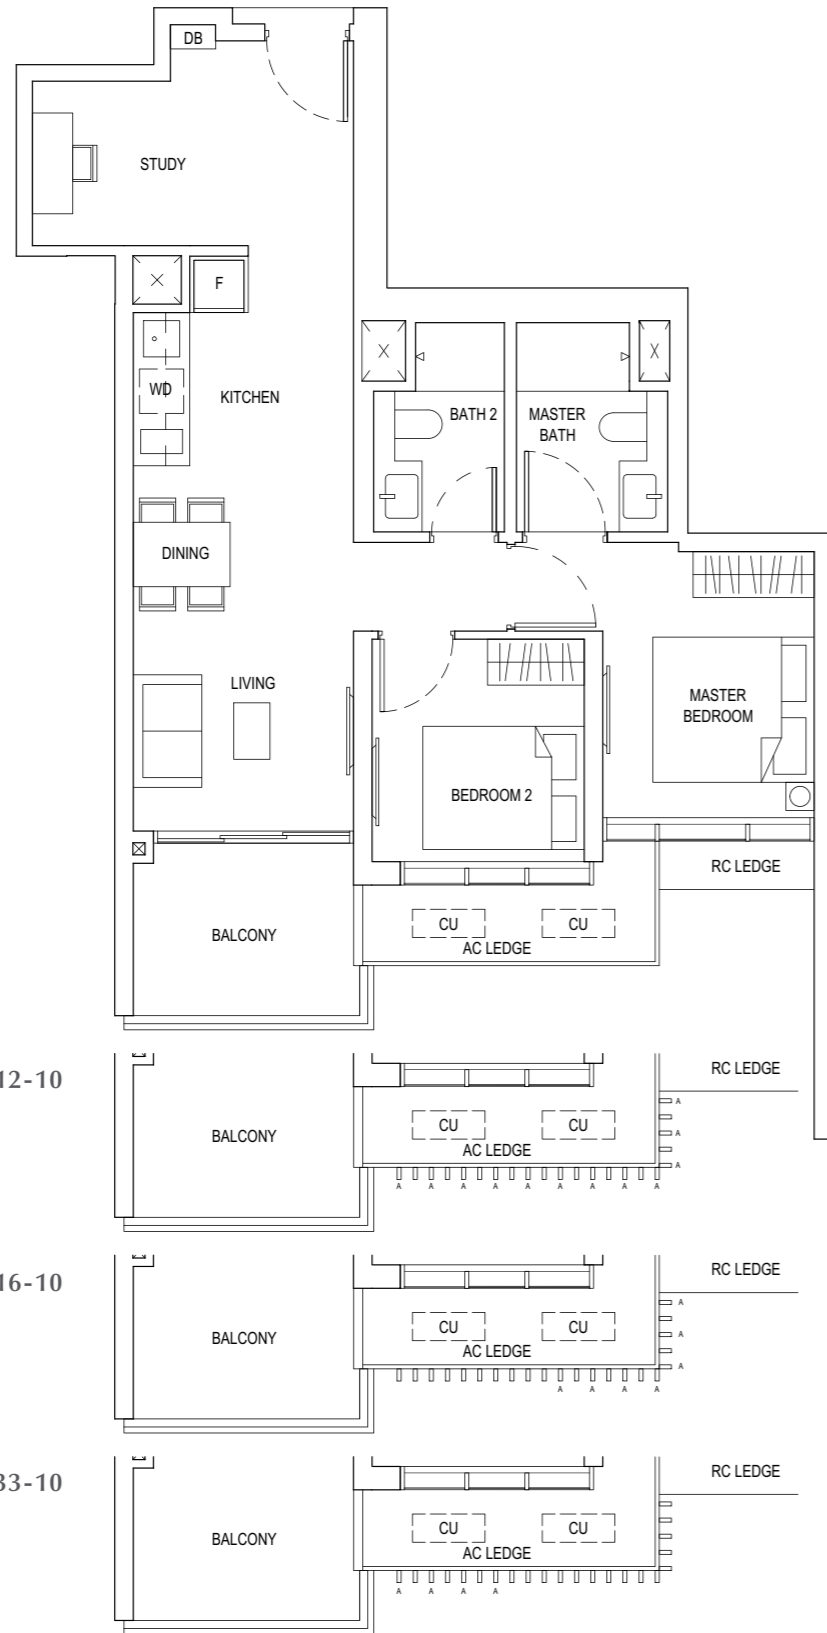 DB
STUDY
F
WD
KITCHEN
BATH 2
MASTER
BATH
DINING
LIVING
MASTER
BEDROOM
BEDROOM 2
RC LEDGE
BALCONY
CU
CU
AC LEDGE
12-10
RC LEDGE
BALCONY
CU
CU
AC LEDGE
A
A
A
A
A
A
A
A
A
A
A
A
16-10
RC LEDGE
BALCONY
CU
CU
AC LEDGE
A
A
A
A
A
A
A
33-10
RC LEDGE
BALCONY
CU
CU
AC LEDGE
A
A
A
A